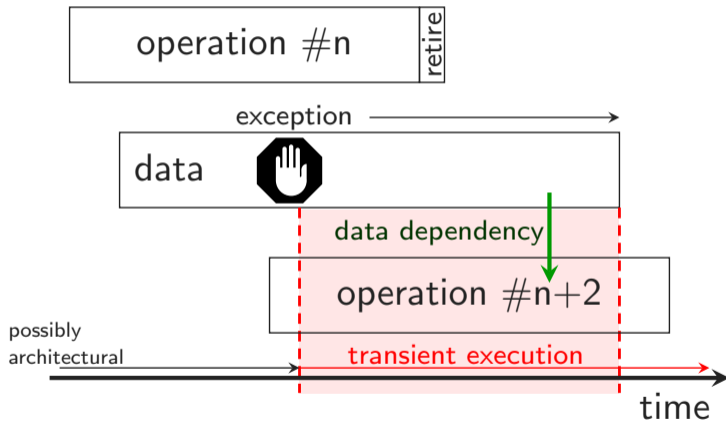 operation #n
retire
exception
data
data dependency
operation #n+2
possibly
architectural
transient execution
time